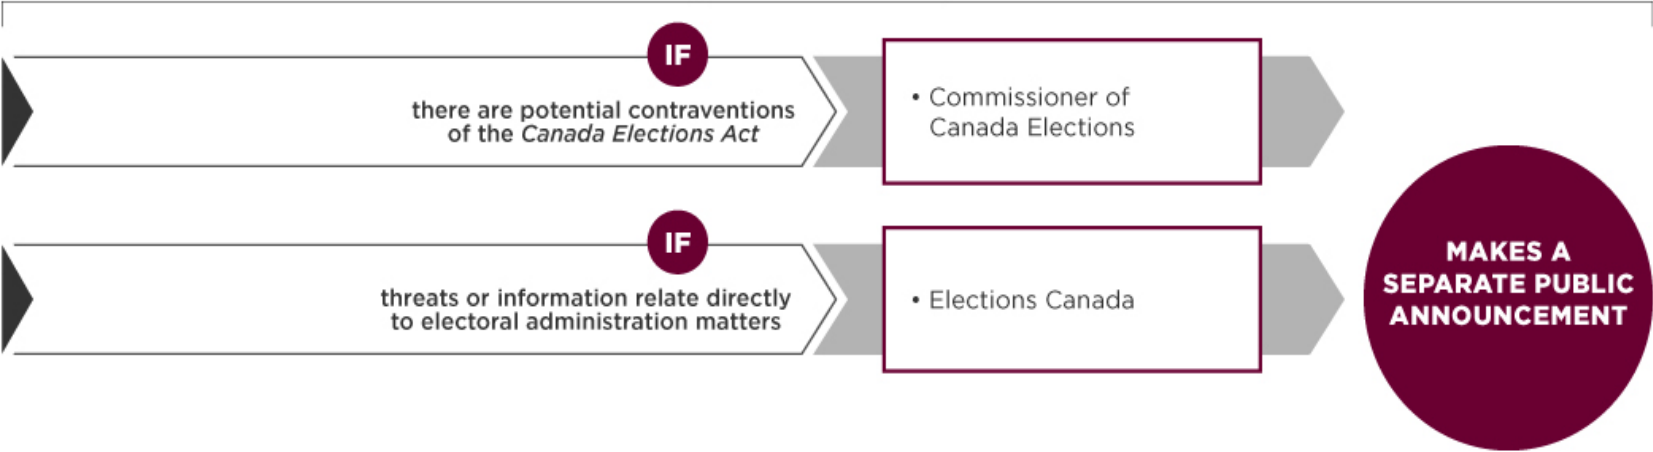 IF
there are potential contraventions
of the Canada Elections Act
• Commissioner of
Canada Elections
IF
threats or information relate directly
to electoral administration matters
• Elections Canada
MAKES A
SEPARATE PUBLIC
ANNOUNCEMENT